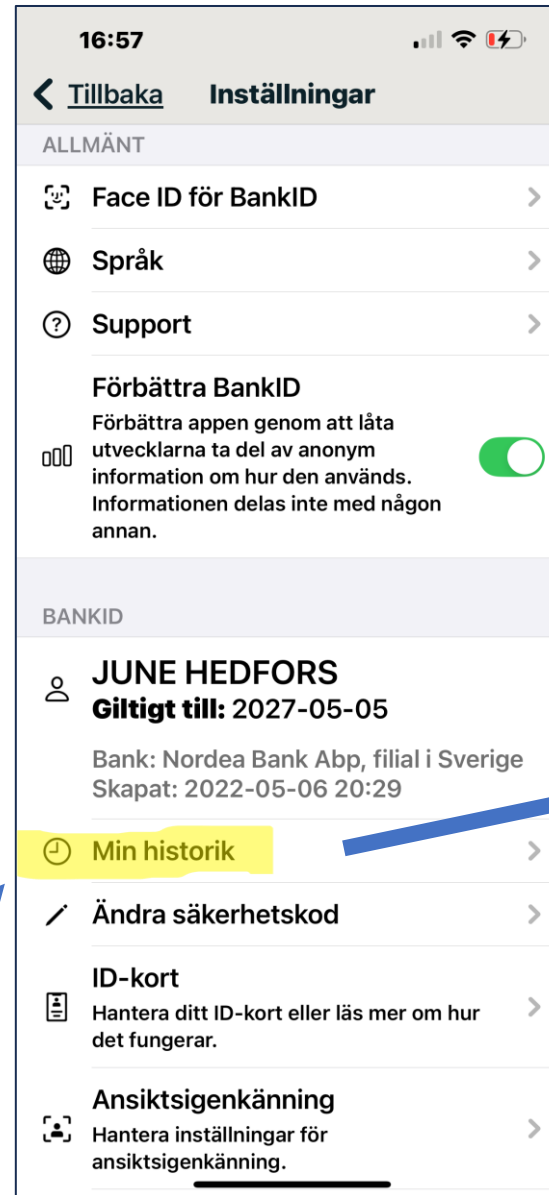 16:57
Tillbaka Inställningar
ALLMÄNT
Face ID för BankID
Språk
Support
Förbättra BankID
Förbättra appen genom att låta
utvecklarna ta del av anonym
information om hur den används.
Informationen delas inte med någon
annan.
BANKID
JUNE HEDFORS
Giltigt till: 2027-05-05
Bank: Nordea Bank Abp, filial i Sverige
Skapat: 2022-05-06 20:29
Min historik
Ändra säkerhetskod
ID-kort
Hantera ditt ID-kort eller läs mer om hur
det fungerar.
Ansiktsigenkänning
Hantera inställningar för
ansiktsigenkänning.